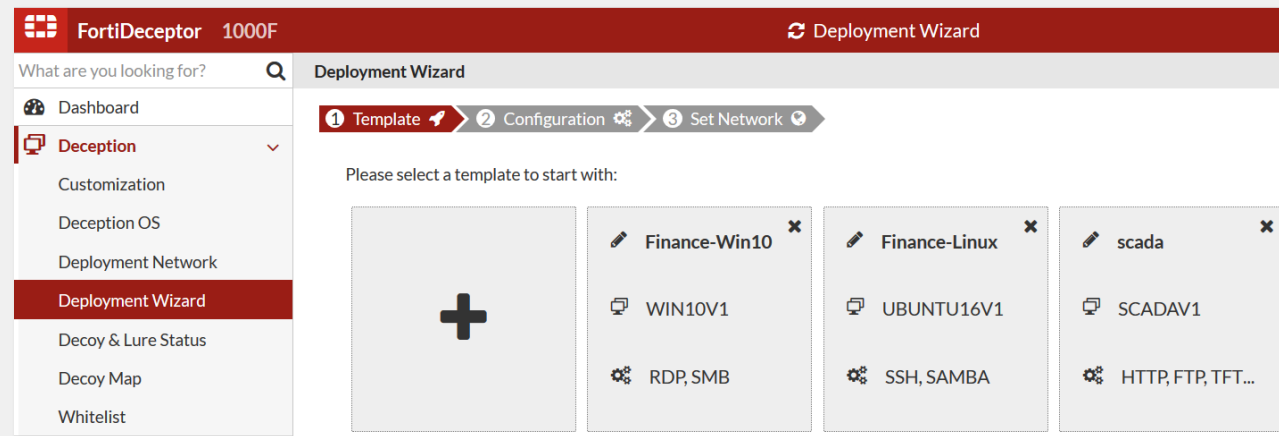 FortiDeceptor 1000F
Deployment Wizard
What are you looking for?
Dashboard
Deception
Customization
Deception OS
Deployment Network
Deployment Wizard
Decoy & Lure Status
Decoy Map
Whitelist
Deployment Wizard
1 Template
2 Configuration
3 Set Network
Please select a template to start with:
Finance-Win10
WIN10V1
RDP, SMB
Finance-Linux
UBUNTU16V1
SSH, SAMBA
scada
SCADAV1
HTTP, FTP, TFT...